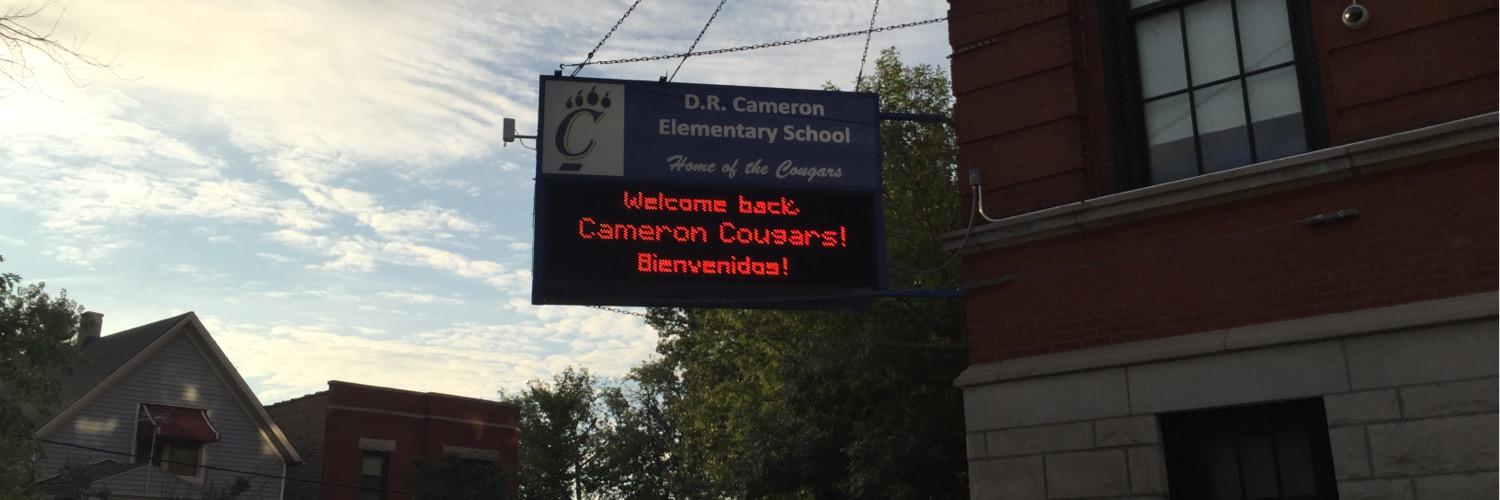 C
D.R. Cameron
Elementary School
Home of the Cougars
Welcome back,
Cameron Cougars!
Bienvenidos!